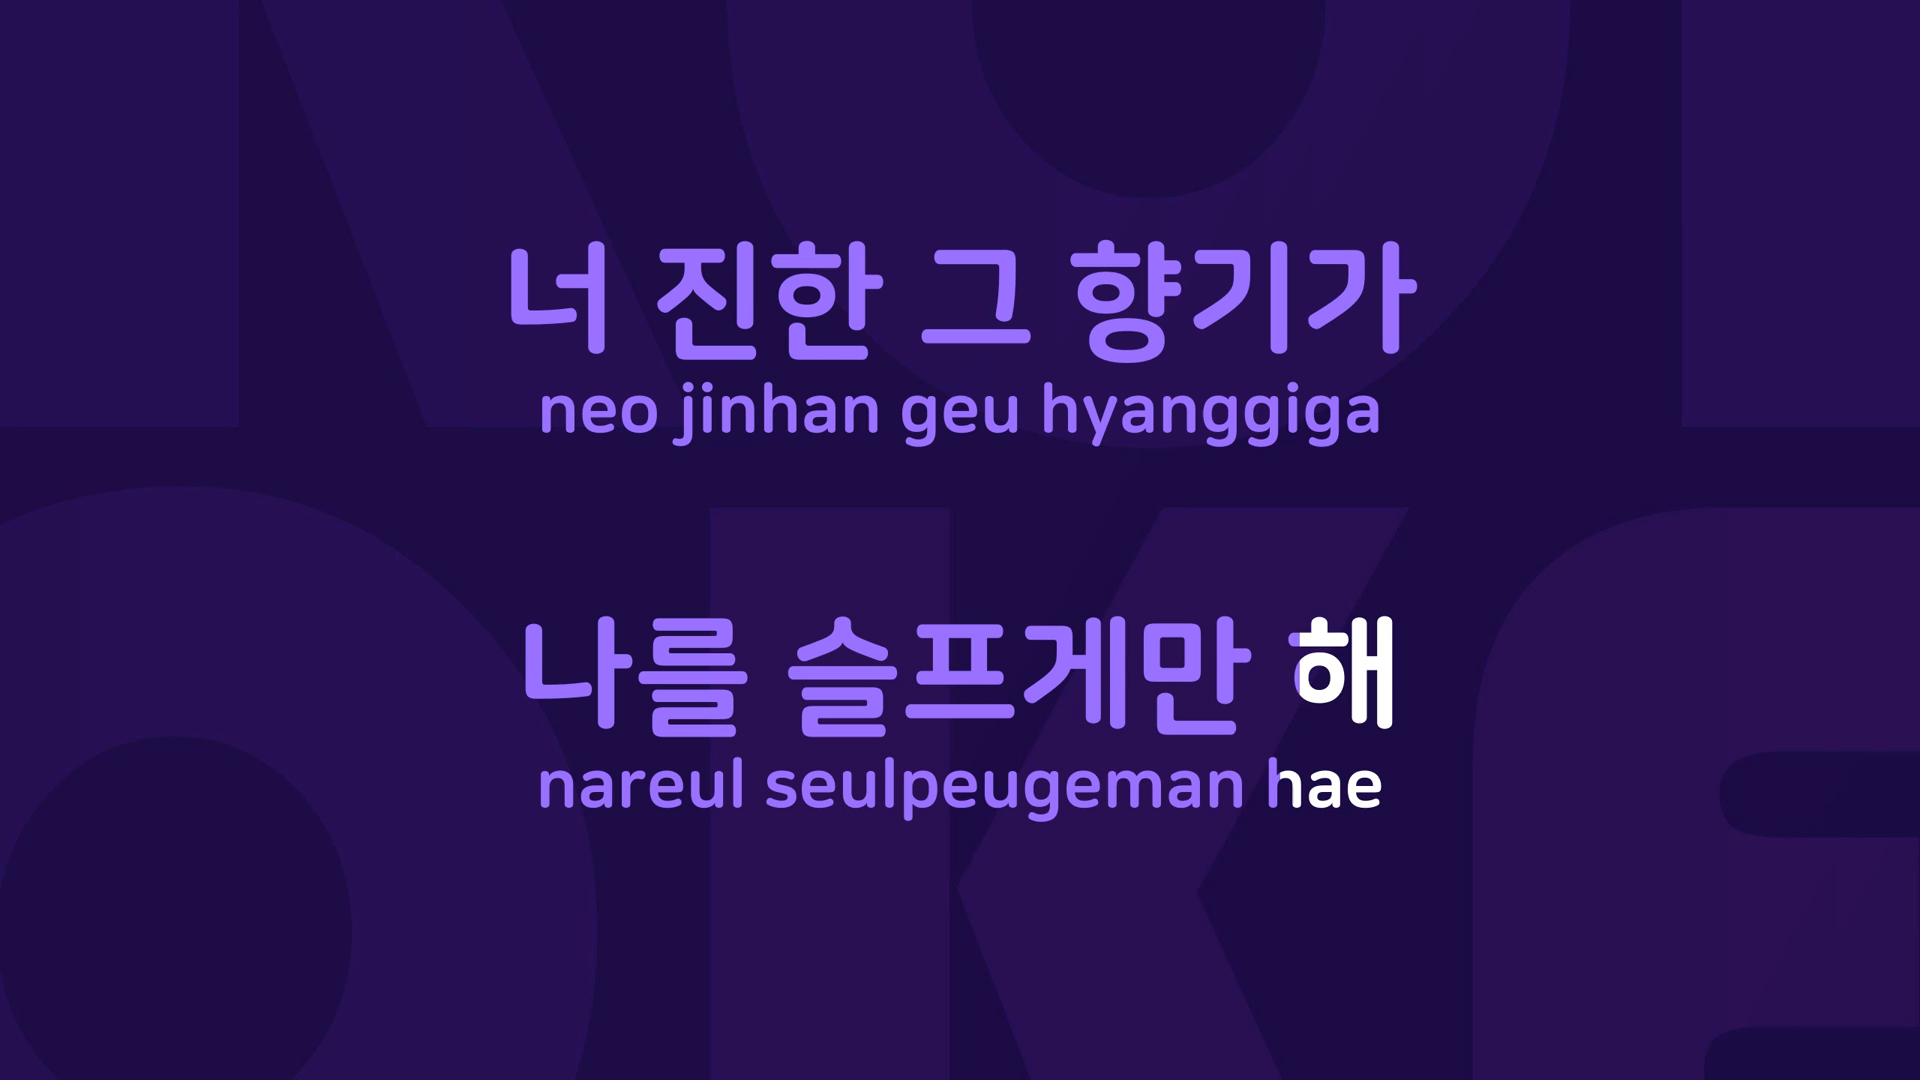 너 진한 그 향기가
neo jinhan geu hyanggiga
나를 슬프게만 해
nareul seulpeugeman hae